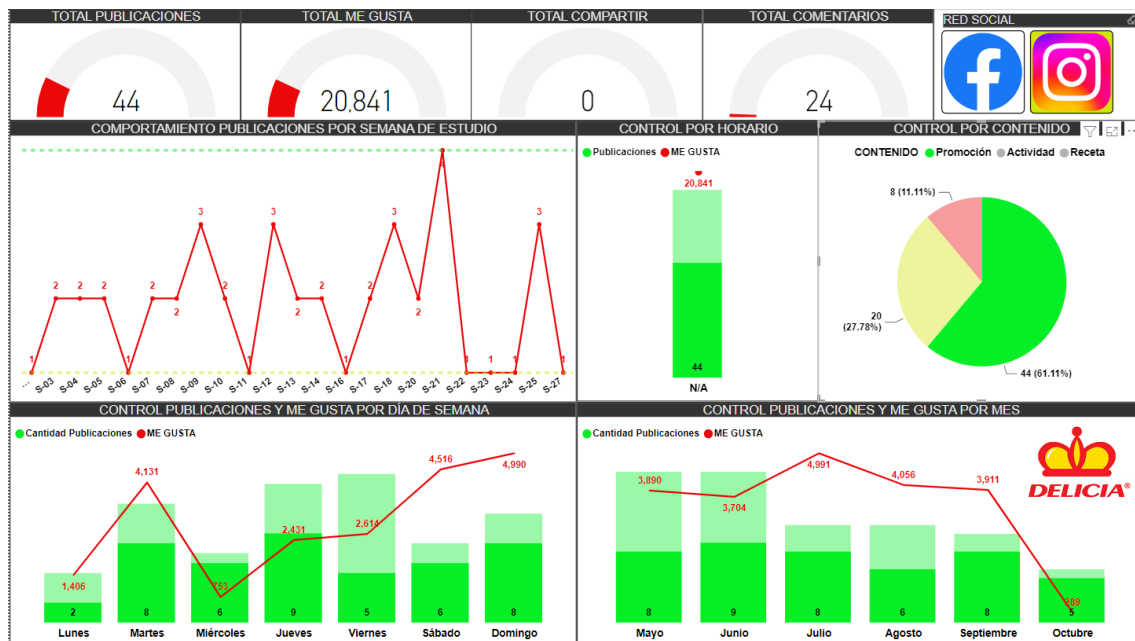 TOTAL PUBLICACIONES
44
TOTAL ME GUSTA
20,841
TOTAL COMPARTIR
0
TOTAL COMENTARIOS
24
RED SOCIAL
COMPORTAMIENTO PUBLICACIONES POR SEMANA DE ESTUDIO
1 2 2 2 1 2 2 3 2 1 3 2 2 1 2 3 2 1 1 1 3 1
... S-03 S-04 S-05 S-06 S-07 S-08 S-09 S-10 S-11 S-12 S-13 S-14 S-16 S-17 S-18 S-20 S-21 S-22 S-23 S-24 S-25 S-27
CONTROL POR HORARIO
Publicaciones ME GUSTA
20,841
44
N/A
CONTROL POR CONTENIDO
CONTENIDO Promoción Actividad Receta
8 (11.11%)
20
(27.78%)
44 (61.11%)
CONTROL PUBLICACIONES Y ME GUSTA POR DÍA DE SEMANA
Cantidad Publicaciones ME GUSTA
1,406 4,131 753 2,431 2,614 4,516 4,990
2 8 6 9 5 6 8
Lunes Martes Miércoles Jueves Viernes Sábado Domingo
CONTROL PUBLICACIONES Y ME GUSTA POR MES
Cantidad Publicaciones ME GUSTA
3,890 3,704 4,991 4,056 3,911 289
8 9 8 6 8 5
Mayo Junio Julio Agosto Septiembre Octubre
DELICIA®